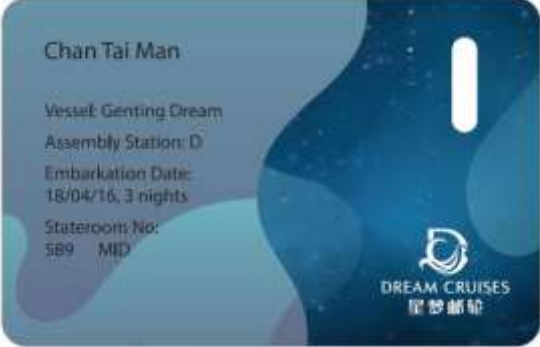 Chan Tai Man
Vessel: Genting Dream
Assembly Station: D
Embarkation Date:
18/04/16, 3 nights
Stateroom No:
SB9 MID
DREAM CRUISES
星梦邮轮